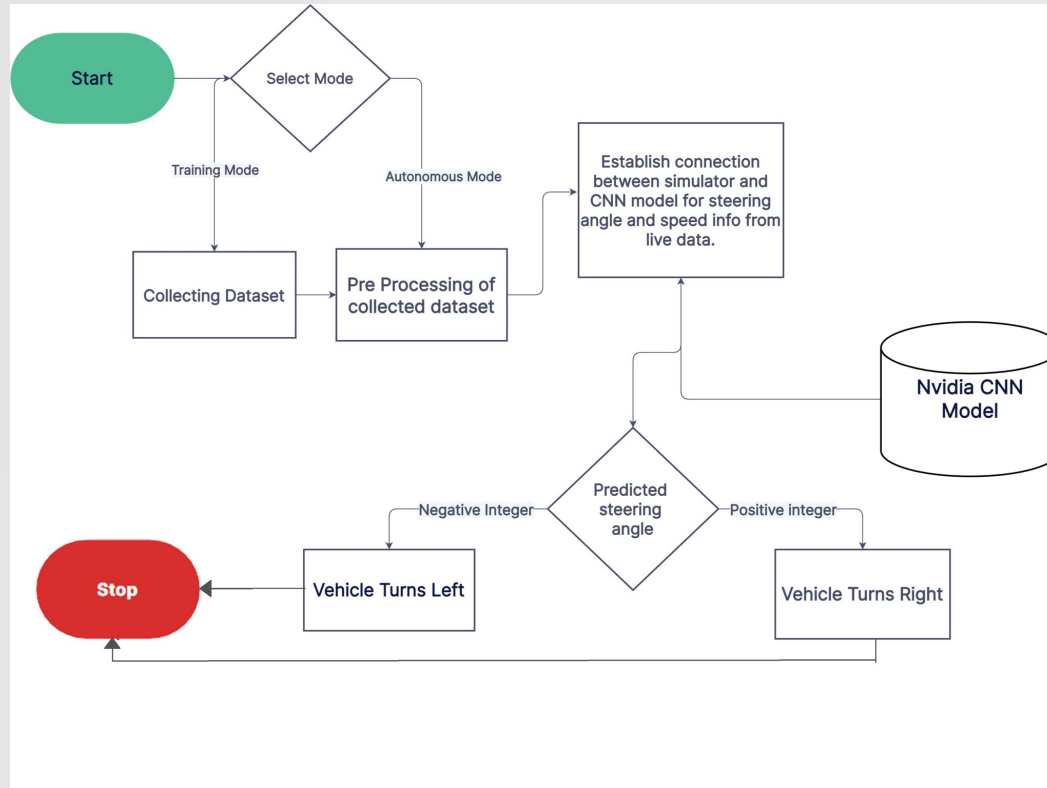 Start
Select Mode
Training Mode
Autonomous Mode
Establish connection
between simulator and
CNN model for steering
angle and speed info from
live data.
Collecting Dataset
Pre Processing of
collected dataset
Nvidia CNN
Model
Predicted
steering
angle
Negative Integer
Positive integer
Stop
Vehicle Turns Left
Vehicle Turns Right